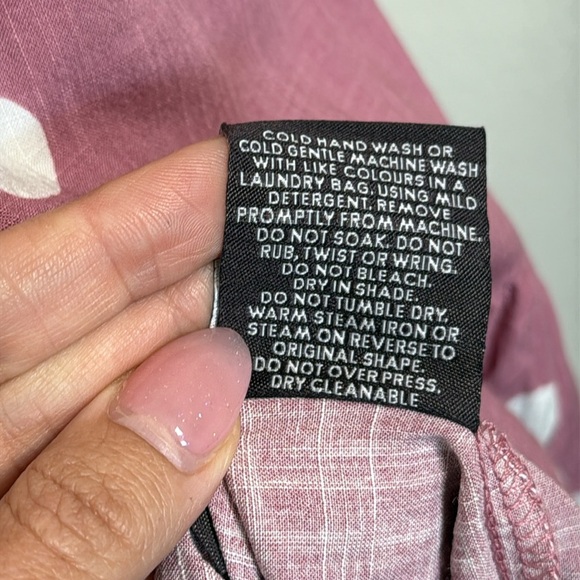 COLD HAND WASH OR
COLD GENTLE MACHINE WASH
WITH LIKE COLOURS IN A
LAUNDRY BAG, USING MILD
DETERGENT. REMOVE
PROMPTLY FROM MACHINE.
DO NOT SOAK. DO NOT
RUB, TWIST OR WRING.
DO NOT BLEACH.
DRY IN SHADE.
DO NOT TUMBLE DRY.
WARM STEAM IRON OR
STEAM ON REVERSE TO
ORIGINAL SHAPE.
DO NOT OVER PRESS.
DRY CLEANABLE